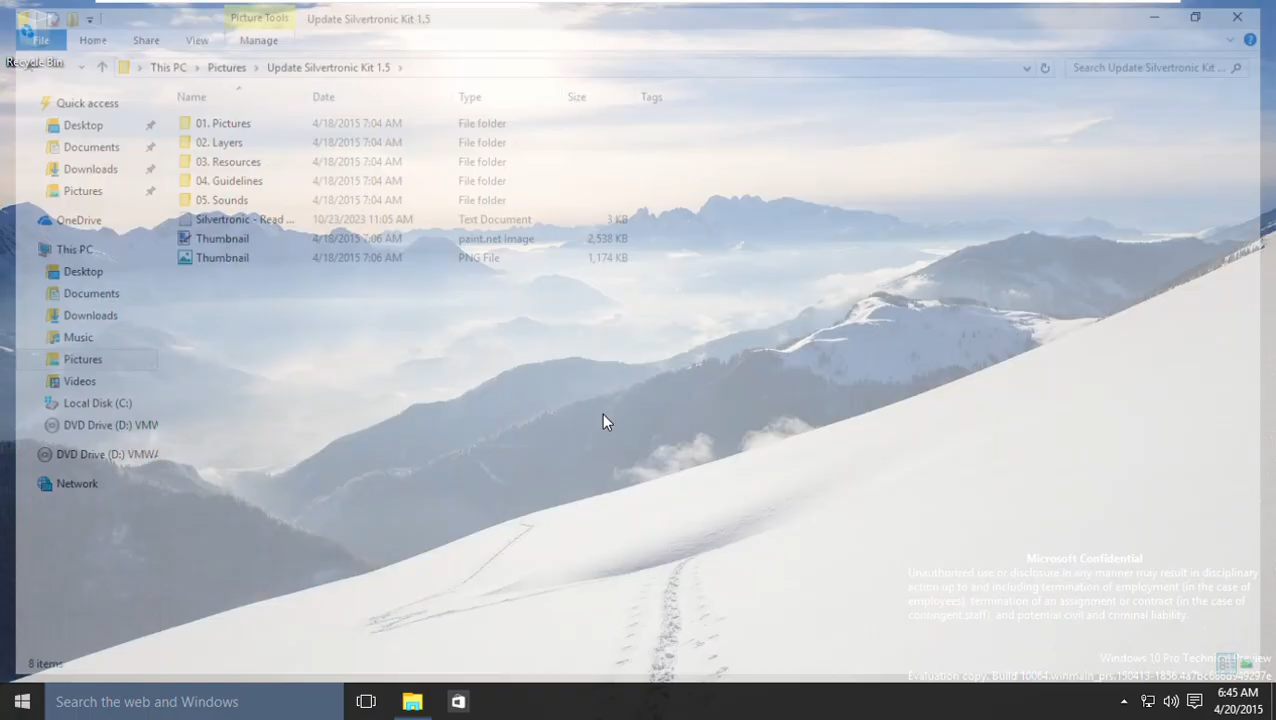 Picture Tools
Update Silvertronic Kit 1.5
File
Home
Share
View
Manage
Recycle Bin
This PC
Pictures
Update Silvertronic Kit 1.5
Search Update Silvertronic Kit ...
Name
Date
Type
Size
Tags
Quick access
Desktop
Documents
Downloads
Pictures
OneDrive
This PC
Desktop
Documents
Downloads
Music
Pictures
Videos
Local Disk (C:)
DVD Drive (D:) VMW
DVD Drive (D:) VMWA
Network
01. Pictures 4/18/2015 7:04 AM File folder
02. Layers 4/18/2015 7:04 AM File folder
03. Resources 4/18/2015 7:04 AM File folder
04. Guidelines 4/18/2015 7:04 AM File folder
05. Sounds 4/18/2015 7:04 AM File folder
Silvertronic - Read ... 10/23/2023 11:05 AM Text Document 3 KB
Thumbnail 4/18/2015 7:06 AM paint.net Image 2,538 KB
Thumbnail 4/18/2015 7:06 AM PNG File 1,174 KB
8 items
Microsoft Confidential
Unauthorized use or disclosure in any manner may result in disciplinary
action up to and including termination of employment (in the case of
employees), termination of an assignment or contract (in the case of
contingent staff), and potential civil and criminal liability.
Windows 10 Pro Technical Preview
Evaluation copy. Build 10064.winmain_prs.150413-1836
Search the web and Windows
6:45 AM
4/20/2015